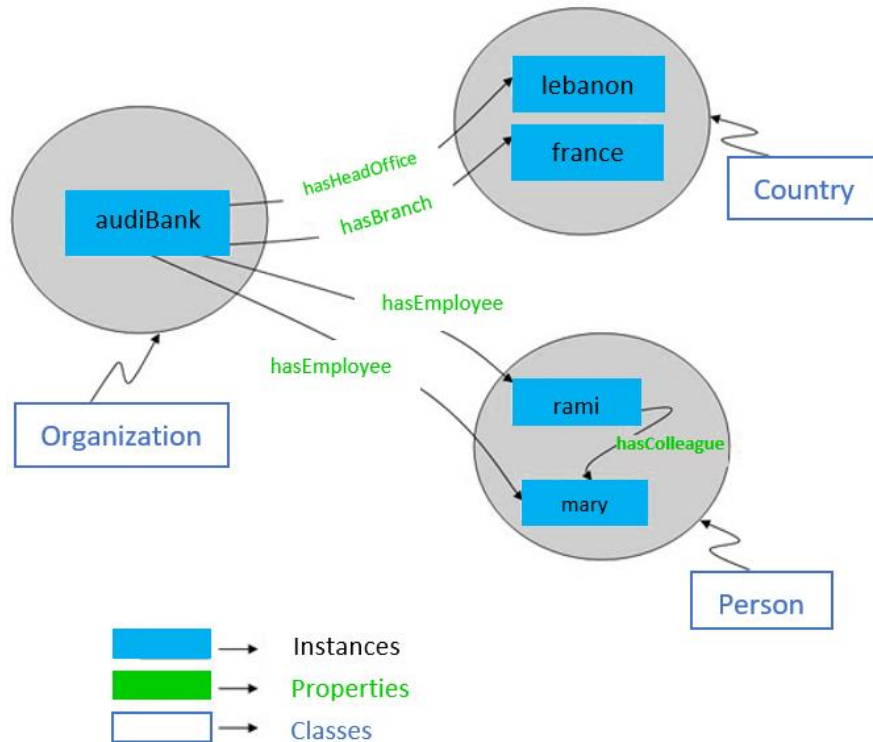 lebanon
france
hasHeadOffice
hasBranch
audiBank
Country
hasEmployee
hasEmployee
rami
hasColleague
mary
Organization
Person
Instances
Properties
Classes